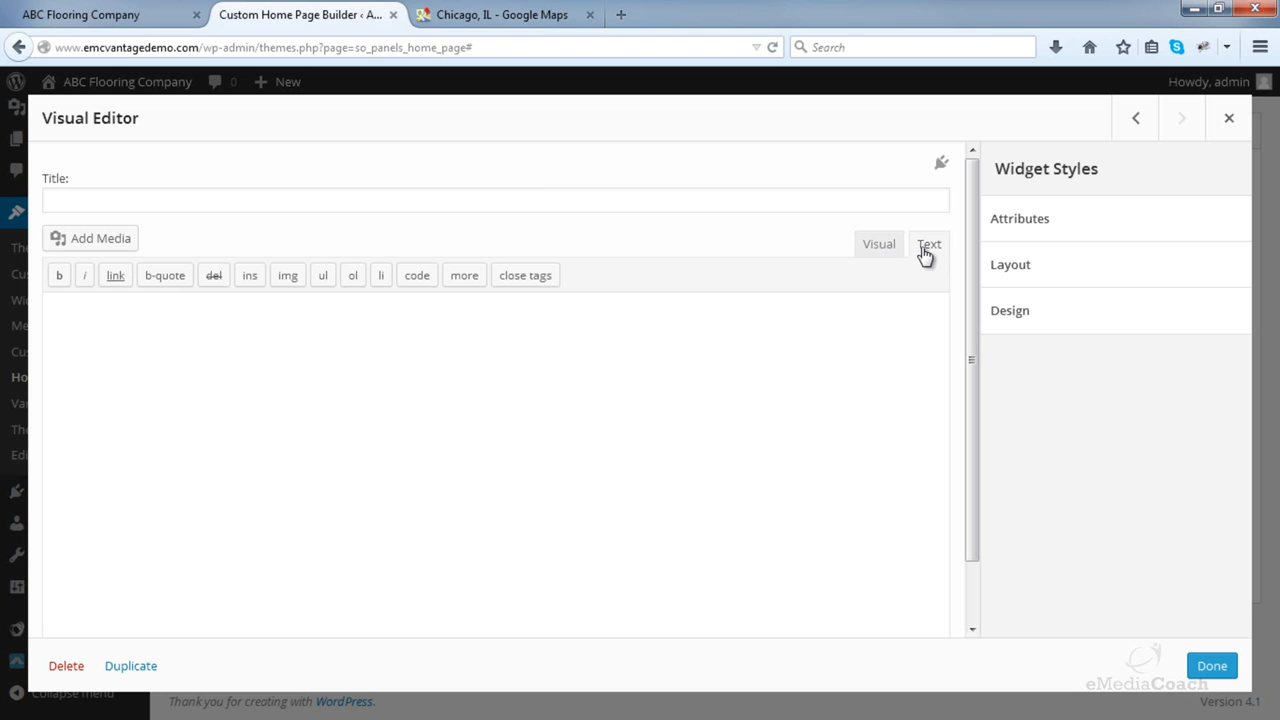 ABC Flooring Company
Custom Home Page Builder ‹ A...
Chicago, IL - Google Maps
www.emcvantagedemo.com/wp-admin/themes.php?page=so_panels_home_page#
Search
ABC Flooring Company
0
New
Howdy, admin
Visual Editor
Title:
Widget Styles
Add Media
Visual
Text
Attributes
b
i
link
b-quote
del
ins
img
ul
ol
li
code
more
close tags
Layout
Design
Delete
Duplicate
Done
eMediaCoach
Collapse menu
Thank you for creating with WordPress.
Version 4.1